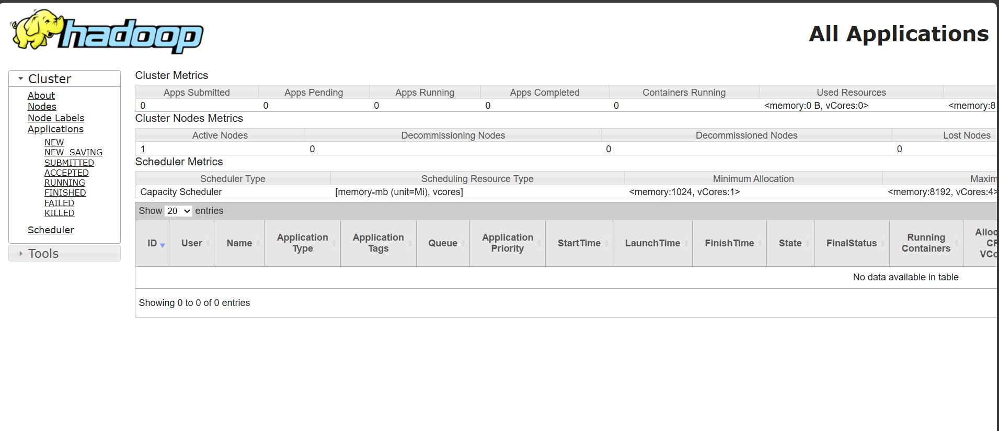 hadoop
All Applications
Cluster
About
Nodes
Node Labels
Applications
NEW
NEW_SAVING
SUBMITTED
ACCEPTED
RUNNING
FINISHED
FAILED
KILLED
Scheduler
Tools
Cluster Metrics
Apps Submitted Apps Pending Apps Running Apps Completed Containers Running Used Resources
0 0 0 0 0 <memory:0 B, vCores:0> <memory:8
Cluster Nodes Metrics
Active Nodes Decommissioning Nodes Decommissioned Nodes Lost Nodes
1 0 0 0
Scheduler Metrics
Scheduler Type Scheduling Resource Type Minimum Allocation Maxim
Capacity Scheduler [memory-mb (unit=Mi), vcores] <memory:1024, vCores:1> <memory:8192, vCores:4>
Show 20 entries
ID User Name Application Type Application Tags Queue Application Priority StartTime LaunchTime FinishTime State FinalStatus Running Containers Alloc
No data available in table
Showing 0 to 0 of 0 entries